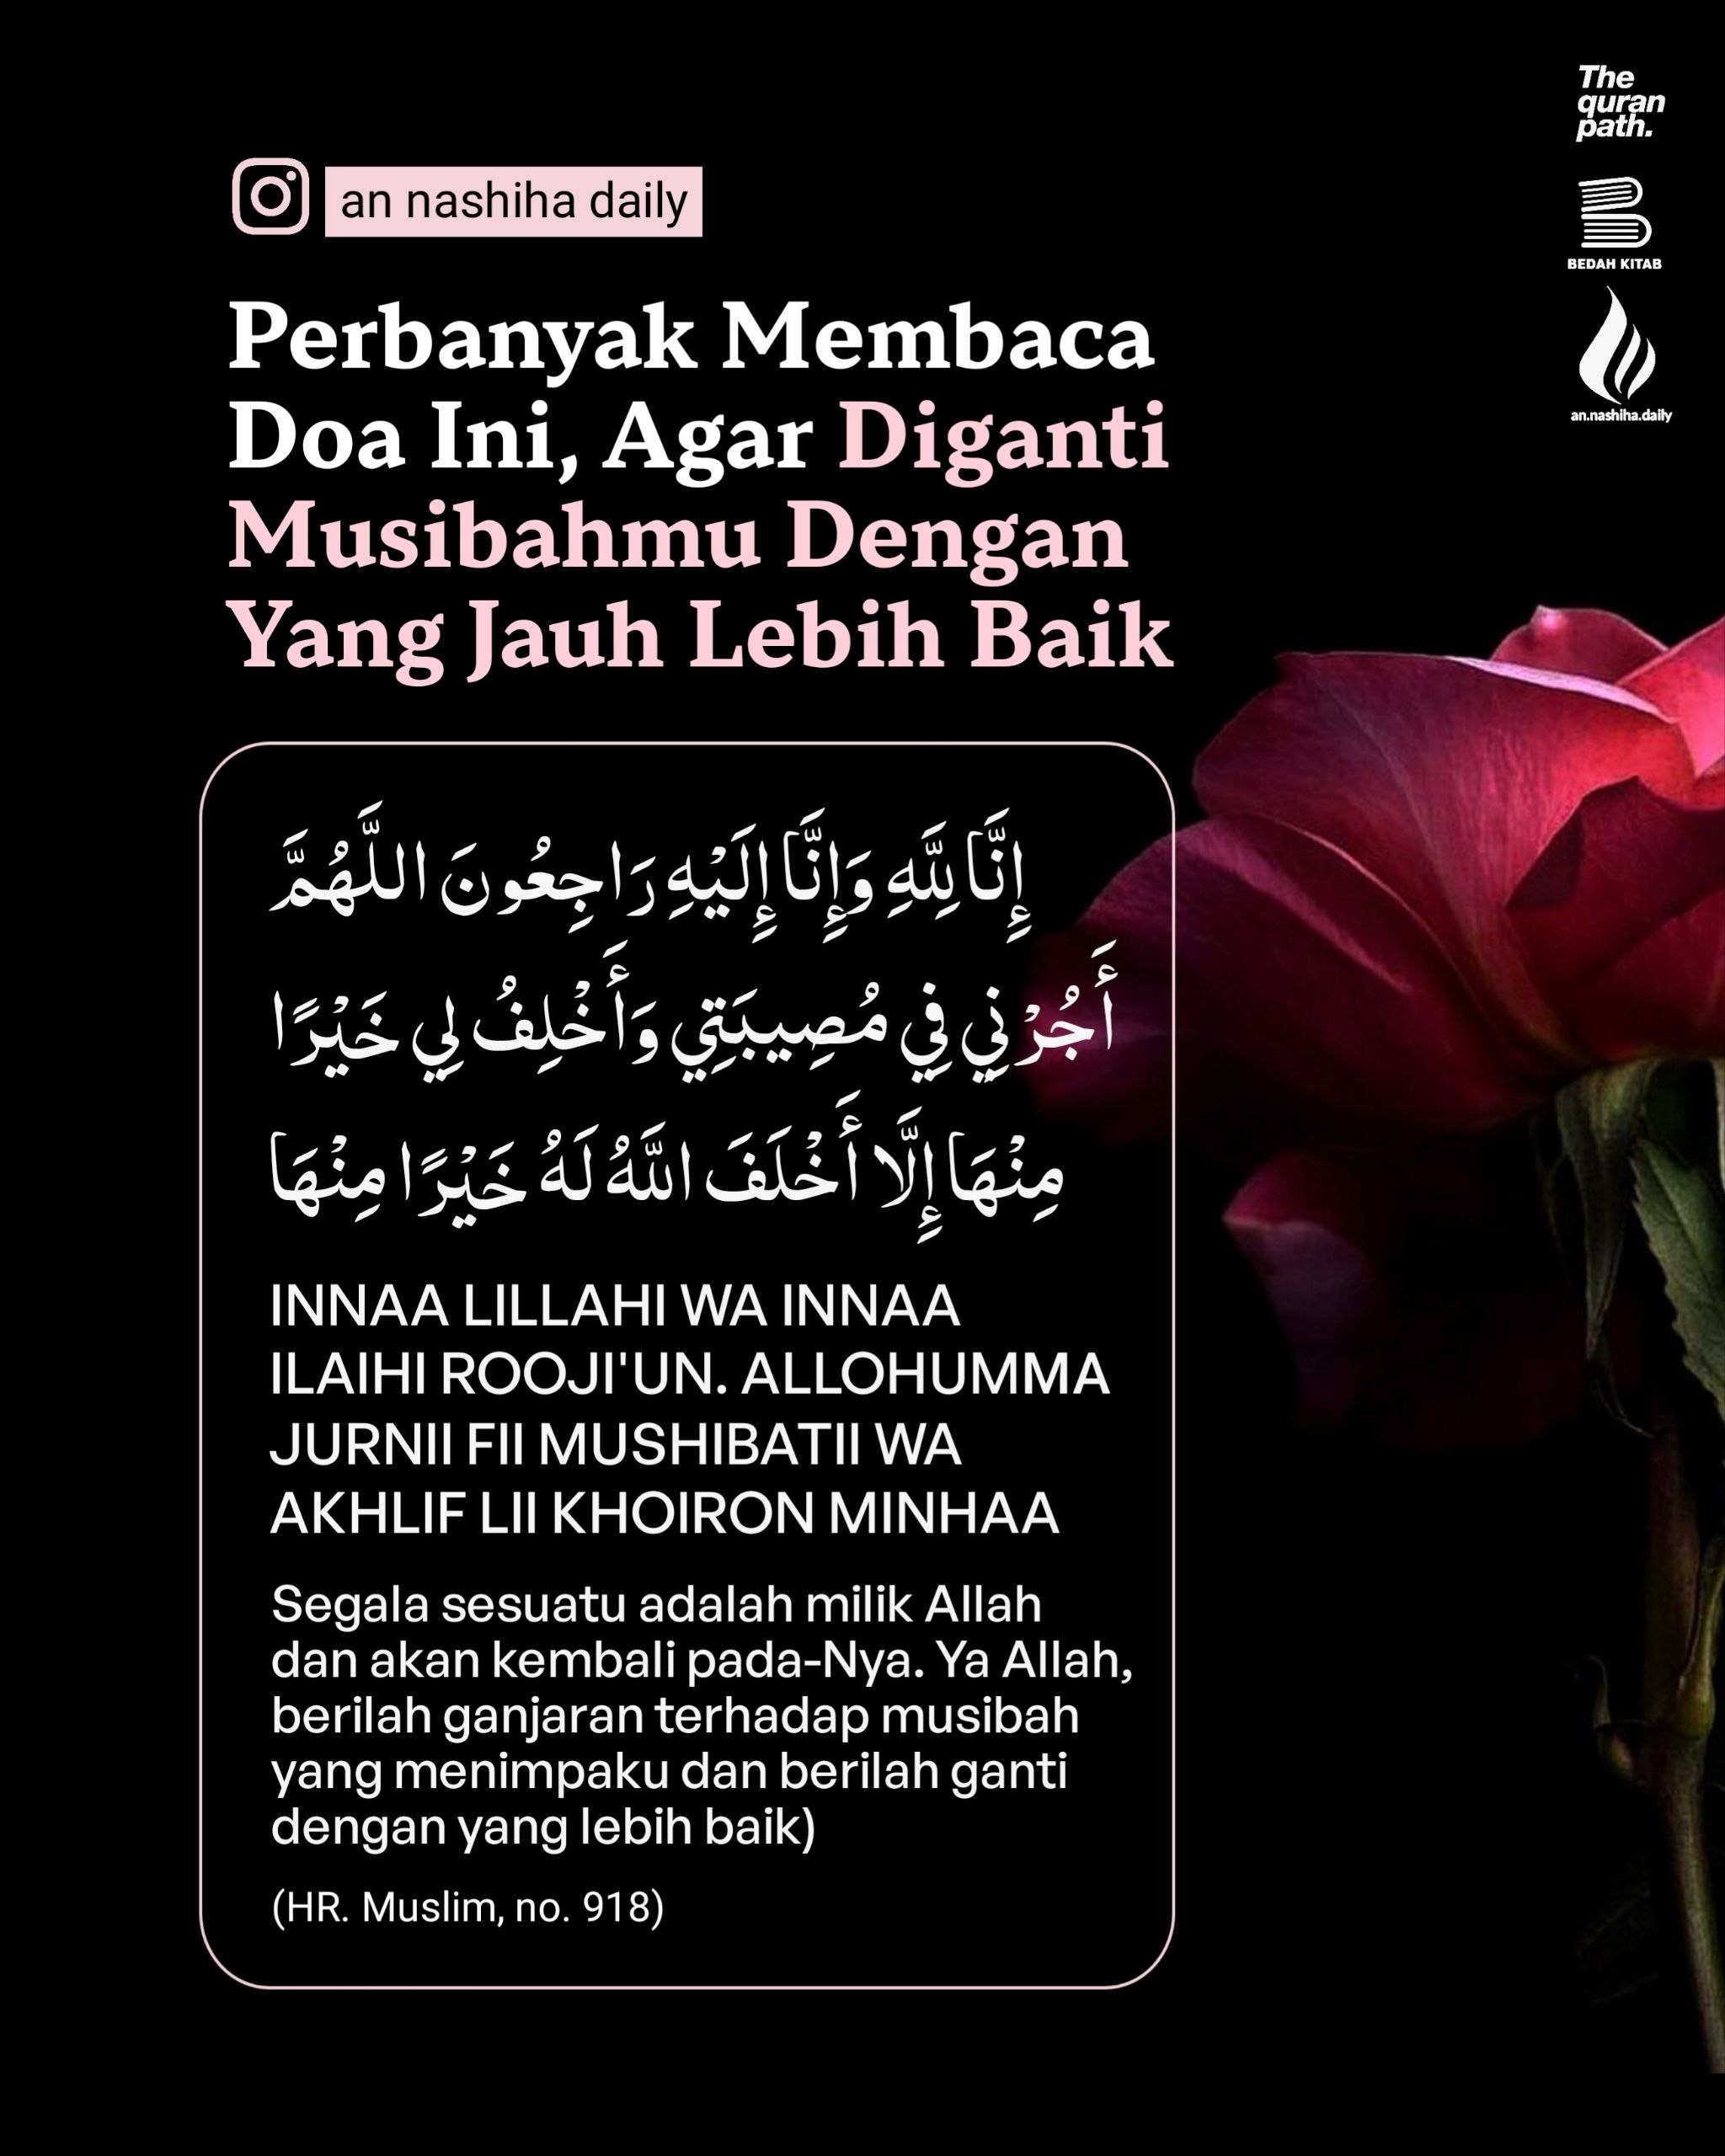 The
quran
path.
BEDAH KITAB
an.nashiha.daily
an nashiha daily
Perbanyak Membaca
Doa Ini, Agar Diganti
Musibahmu Dengan
Yang Jauh Lebih Baik
إِنَّا لِلَّهِ وَإِنَّا إِلَيْهِ رَاجِعُونَ اللَّهُمَّ
أَجُرْنِي فِي مُصِيبَتِي وَأَخْلِفُ لِي خَيْرًا
مِنْهَا إِلَّا أَخْلَفَ اللَّهُ لَهُ خَيْرًا مِنْهَا
INNAA LILLAHI WA INNAA
ILAIHI ROOJI'UN. ALLOHUMMA
JURNII FII MUSHIBATII WA
AKHLIF LII KHOIRON MINHAA
Segala sesuatu adalah milik Allah
dan akan kembali pada-Nya. Ya Allah,
berilah ganjaran terhadap musibah
yang menimpaku dan berilah ganti
dengan yang lebih baik)
(HR. Muslim, no. 918)